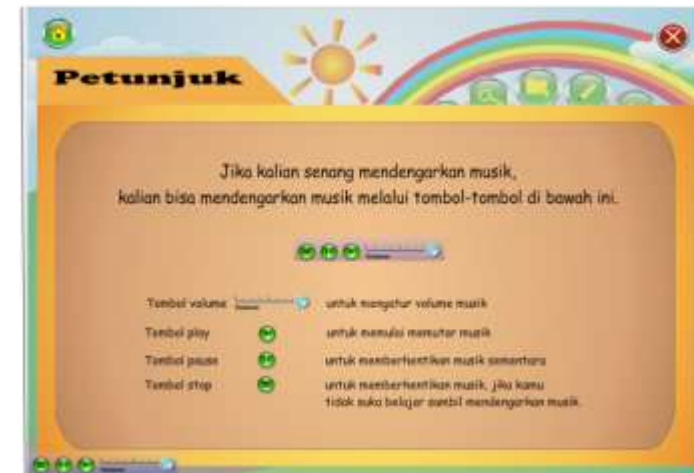 Petunjuk
Jika kalian senang mendengarkan musik,
kalian bisa mendengarkan musik melalui tombol-tombol di bawah ini.
Tombol volume untuk mengatur volume musik
Tombol play untuk memulai memutar musik
Tombol pause untuk memberhentikan musik sementara
Tombol stop untuk memberhentikan musik, jika kamu
tidak suka belajar sambil mendengarkan musik.